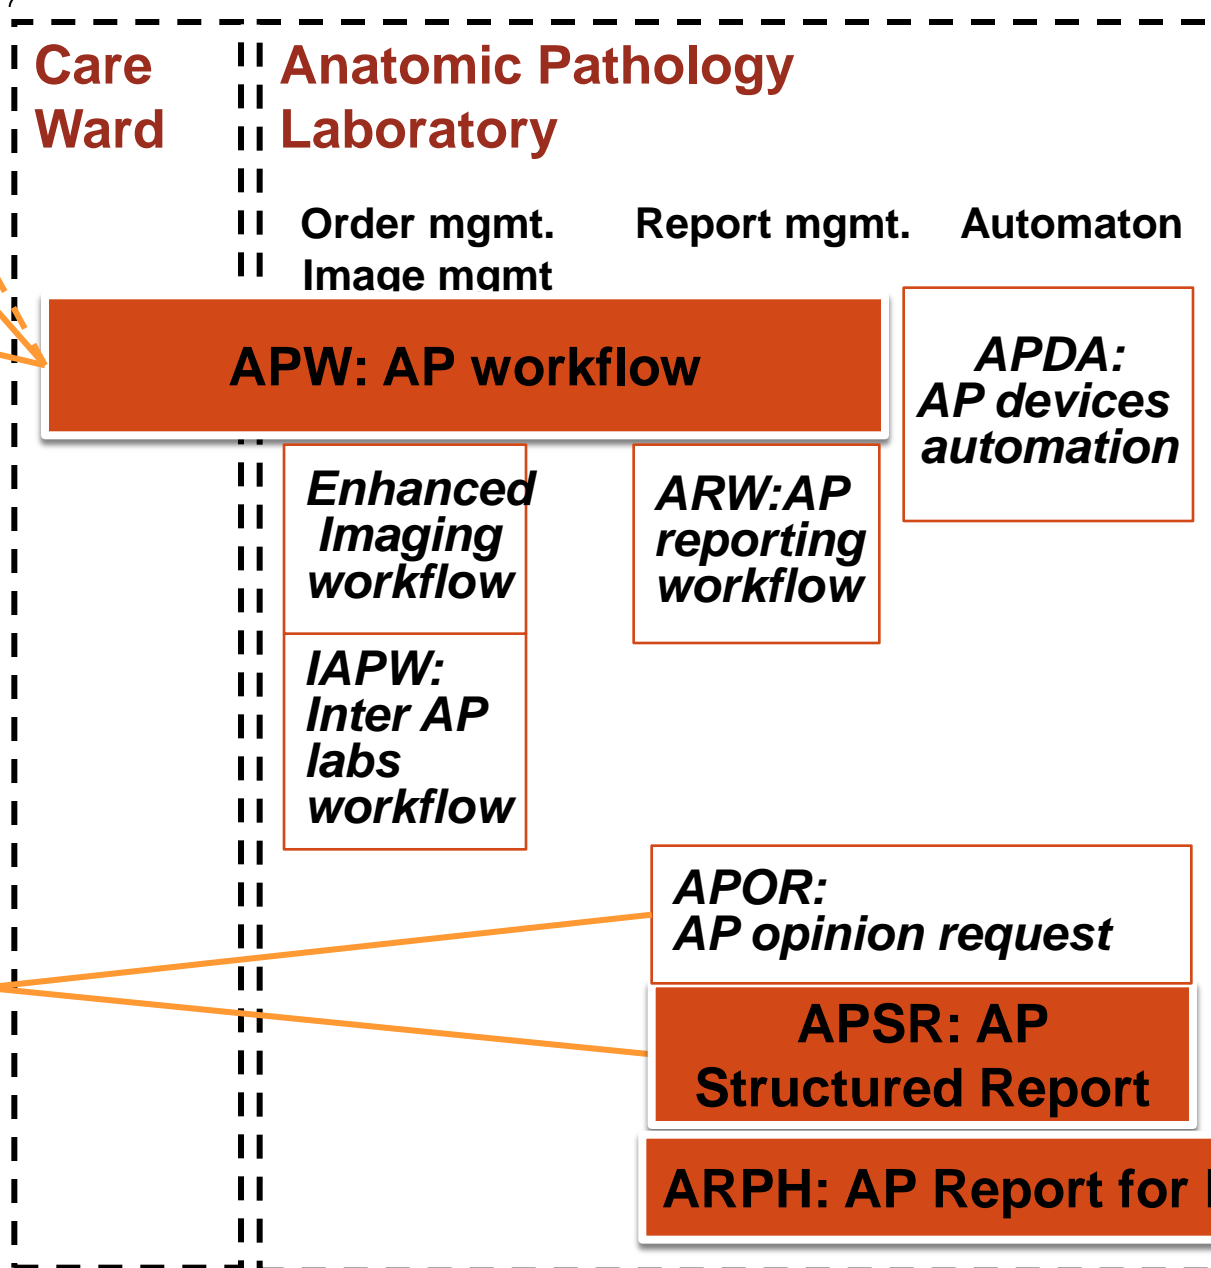 Care
Ward
Anatomic Pathology
Laboratory
Order mgmt.
Image mgmt
Report mgmt.
Automaton
APW: AP workflow
APDA:
AP devices
automation
Enhanced
Imaging
workflow
ARW:AP
reporting
workflow
IAPW:
Inter AP
labs
workflow
APOR:
AP opinion request
APSR: AP
Structured Report
ARPH: AP Report for